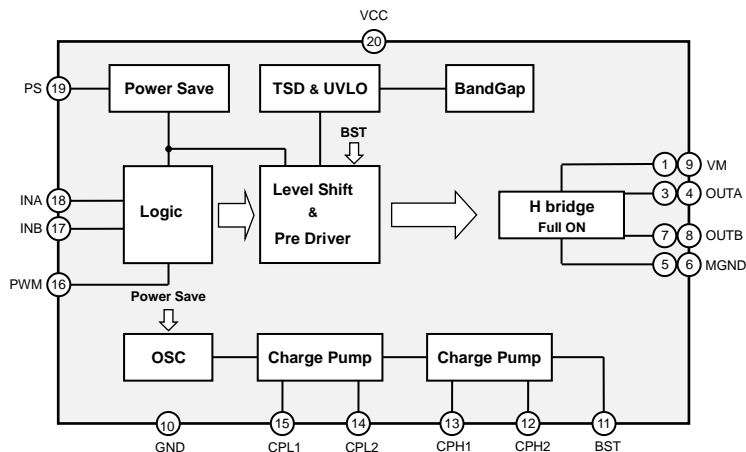 VCC
20
PS 19
Power Save
TSD & UVLO
BandGap
BST
1 9 VM
INA 18
Logic
Level Shift
&
Pre Driver
H bridge
Full ON
3 4 OUTA
INB 17
7 8 OUTB
5 6 MGND
PWM 16
Power Save
OSC
Charge Pump
Charge Pump
10
15
14
13
12
11
GND
CPL1
CPL2
CPH1
CPH2
BST